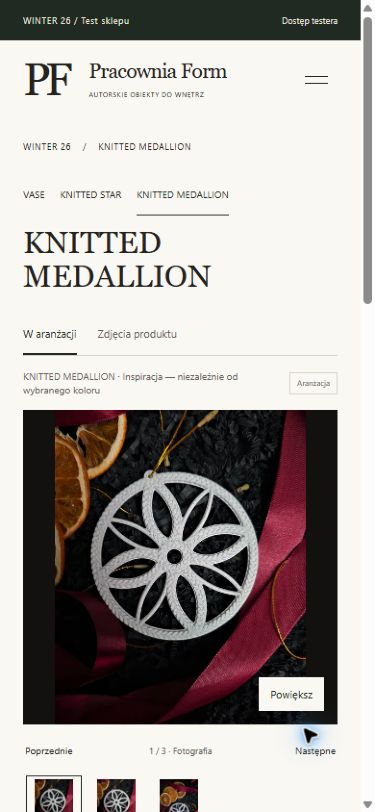 WINTER 26 / Test sklepu
Dostęp testera
PF
Pracownia Form
AUTORSKIE OBIEKTY DO WNĘTRZ
WINTER 26 / KNITTED MEDALLION
VASE KNITTED STAR KNITTED MEDALLION
KNITTED
MEDALLION
W aranżacji Zdjęcia produktu
KNITTED MEDALLION · Inspiracja — niezależnie od
wybranego koloru
Aranżacja
Powiększ
Poprzednie 1 / 3 · Fotografia Następne